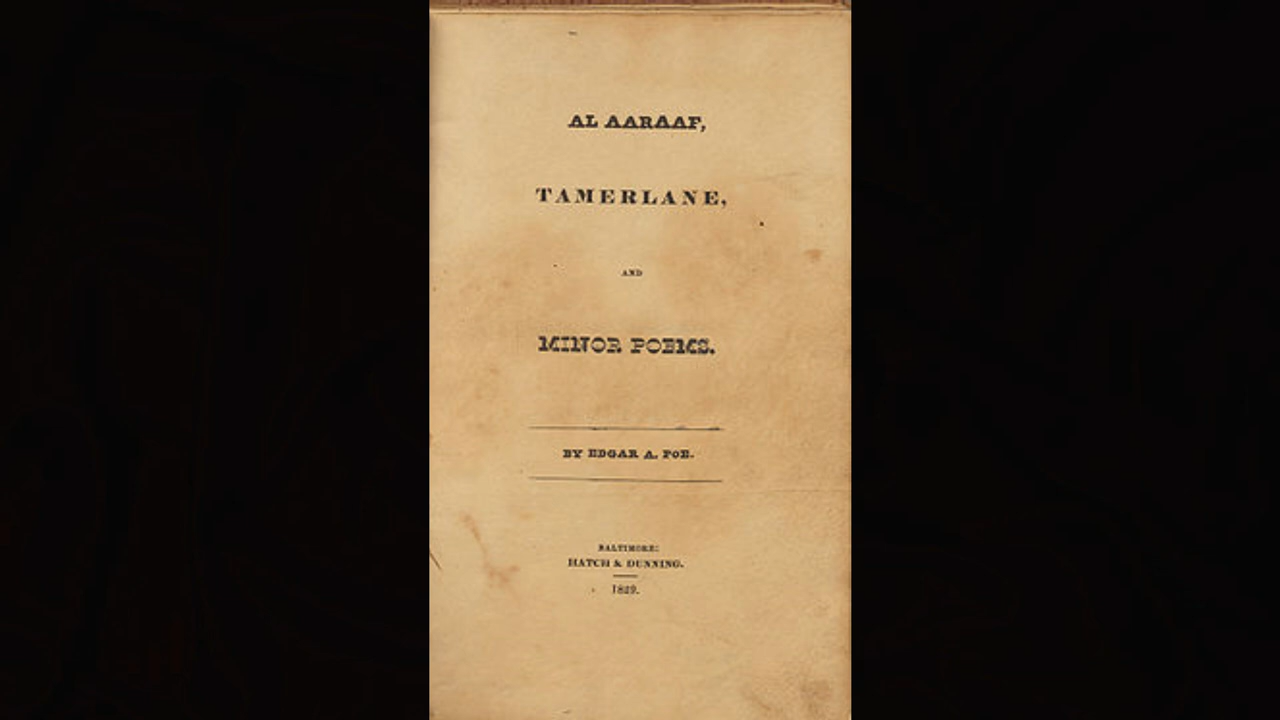 AL AARAAF,
TAMERLANE,
AND
MINOR POEMS.
BY EDGAR A. POE.
BALTIMORE:
HATCH & DUNNING.
1829.